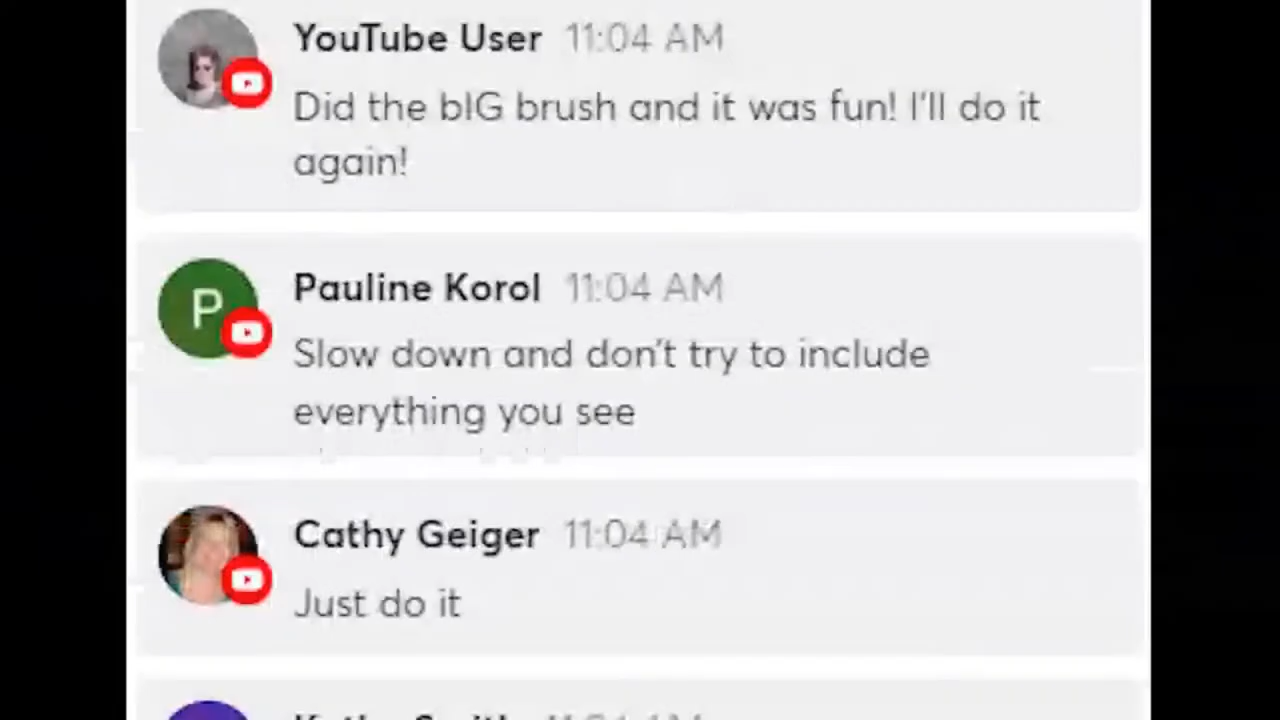 YouTube User 11:04 AM
Did the bIG brush and it was fun! I'll do it
again!
P
Pauline Korol 11:04 AM
Slow down and don't try to include
everything you see
Cathy Geiger 11:04 AM
Just do it